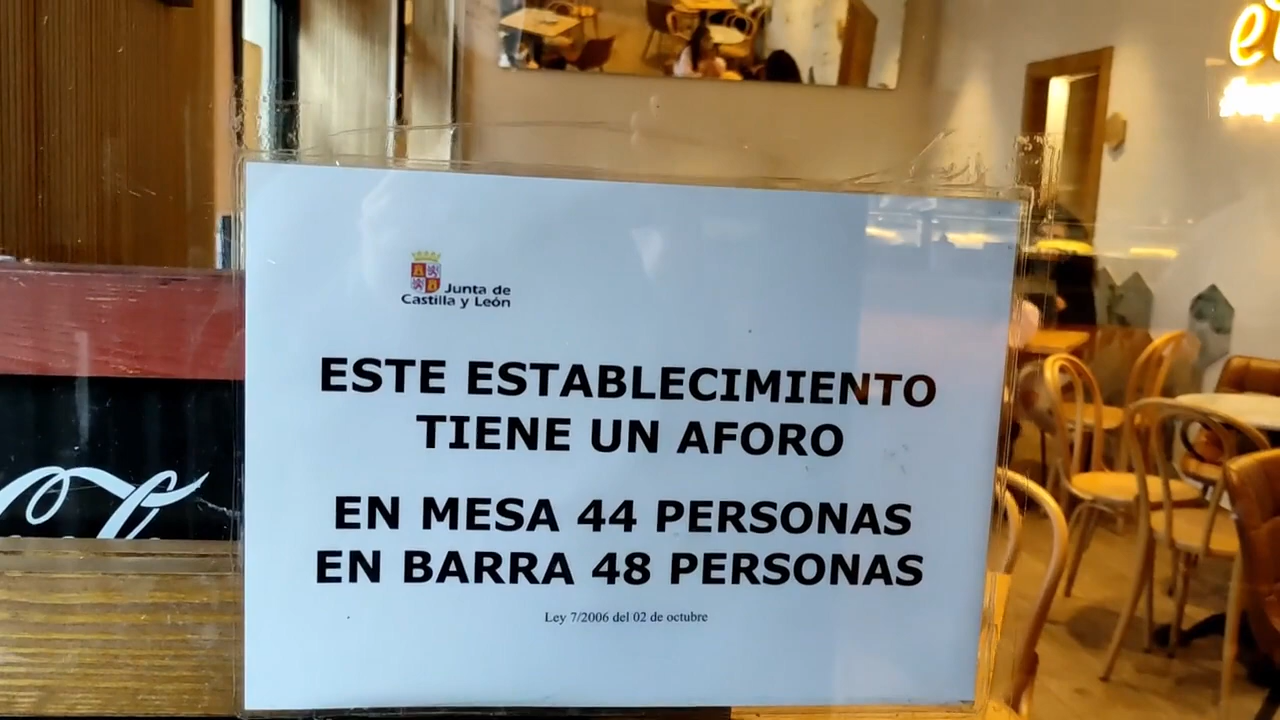 Junta de
Castilla y León
ESTE ESTABLECIMIENTO
TIENE UN AFORO
EN MESA 44 PERSONAS
EN BARRA 48 PERSONAS
Ley 7/2006 del 02 de octubre